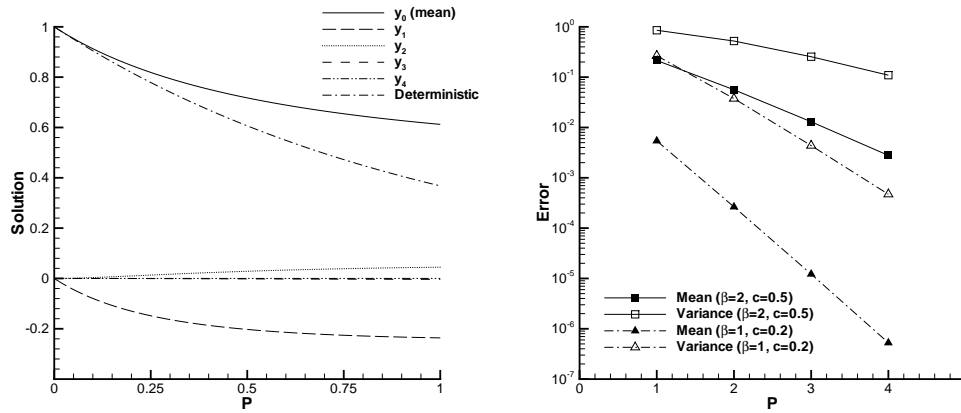 y0 (mean)
y1
y2
y3
y4
Deterministic
1
0.8
0.6
0.4
0.2
0
-0.2
Solution
0
0.25
0.5
0.75
1
P
10^0
10^-1
10^-2
10^-3
10^-4
10^-5
10^-6
10^-7
Error
Mean (β=2, c=0.5)
Variance (β=2, c=0.5)
Mean (β=1, c=0.2)
Variance (β=1, c=0.2)
0
1
2
3
4
P